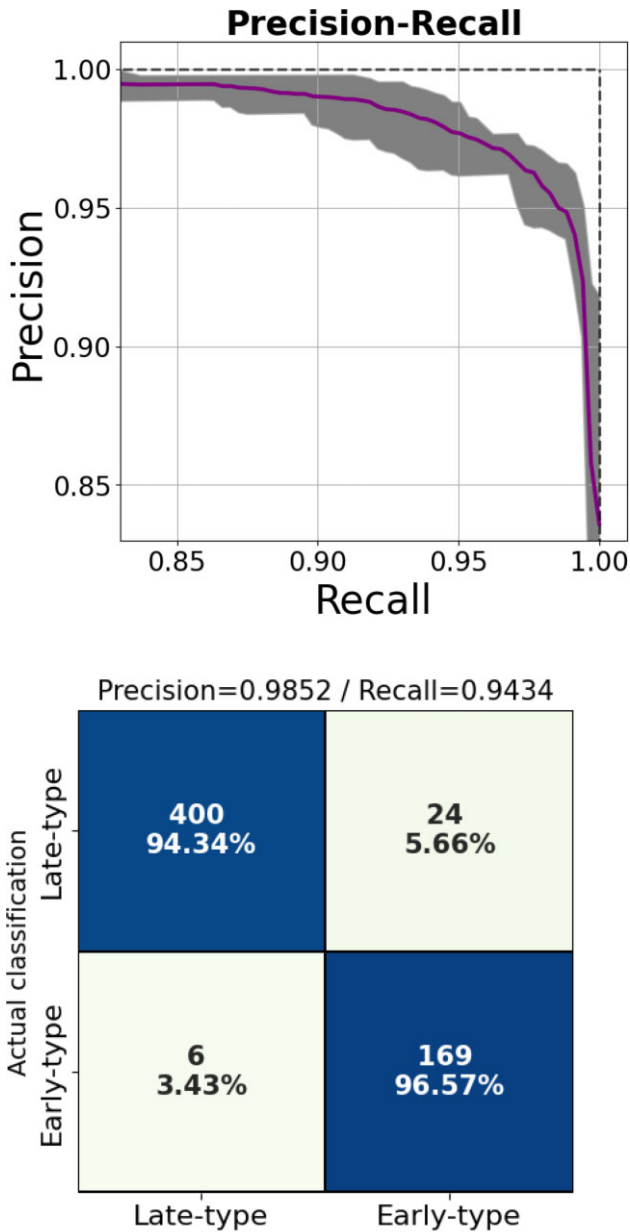 Precision-Recall
1.00
0.95
0.90
0.85
Precision
0.85 0.90 0.95 1.00
Recall
Precision=0.9852 / Recall=0.9434
Actual classification
Late-type
400
94.34%
24
5.66%
Early-type
6
3.43%
169
96.57%
Late-type Early-type